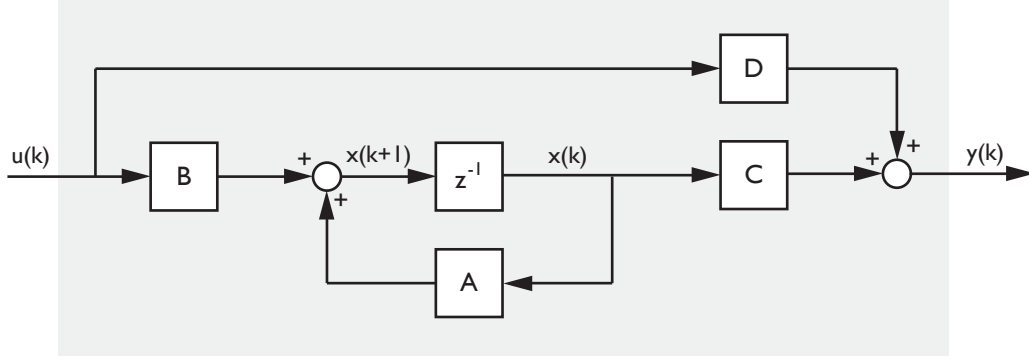 D
u(k)
B
+
x(k+1)
z⁻¹
x(k)
C
+
+
y(k)
+
A